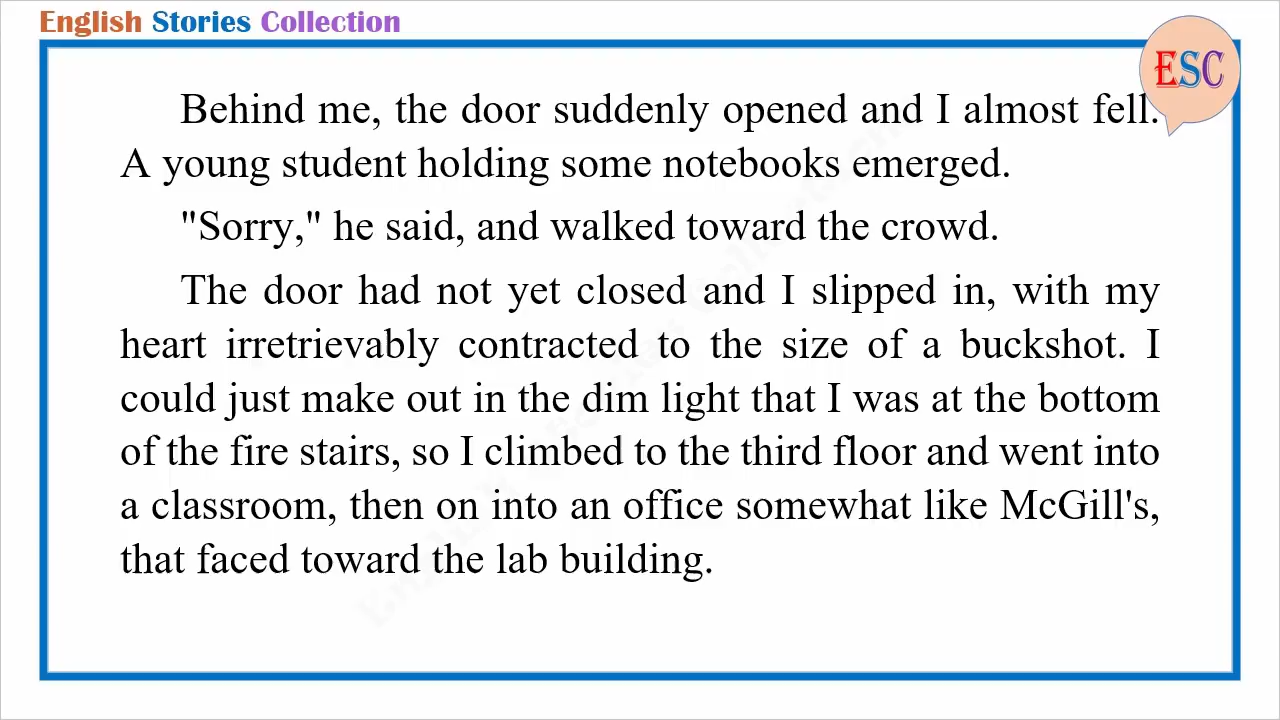 English Stories Collection
ESC
Behind me, the door suddenly opened and I almost fell.
A young student holding some notebooks emerged.
"Sorry," he said, and walked toward the crowd.
The door had not yet closed and I slipped in, with my
heart irretrievably contracted to the size of a buckshot. I
could just make out in the dim light that I was at the bottom
of the fire stairs, so I climbed to the third floor and went into
a classroom, then on into an office somewhat like McGill's,
that faced toward the lab building.